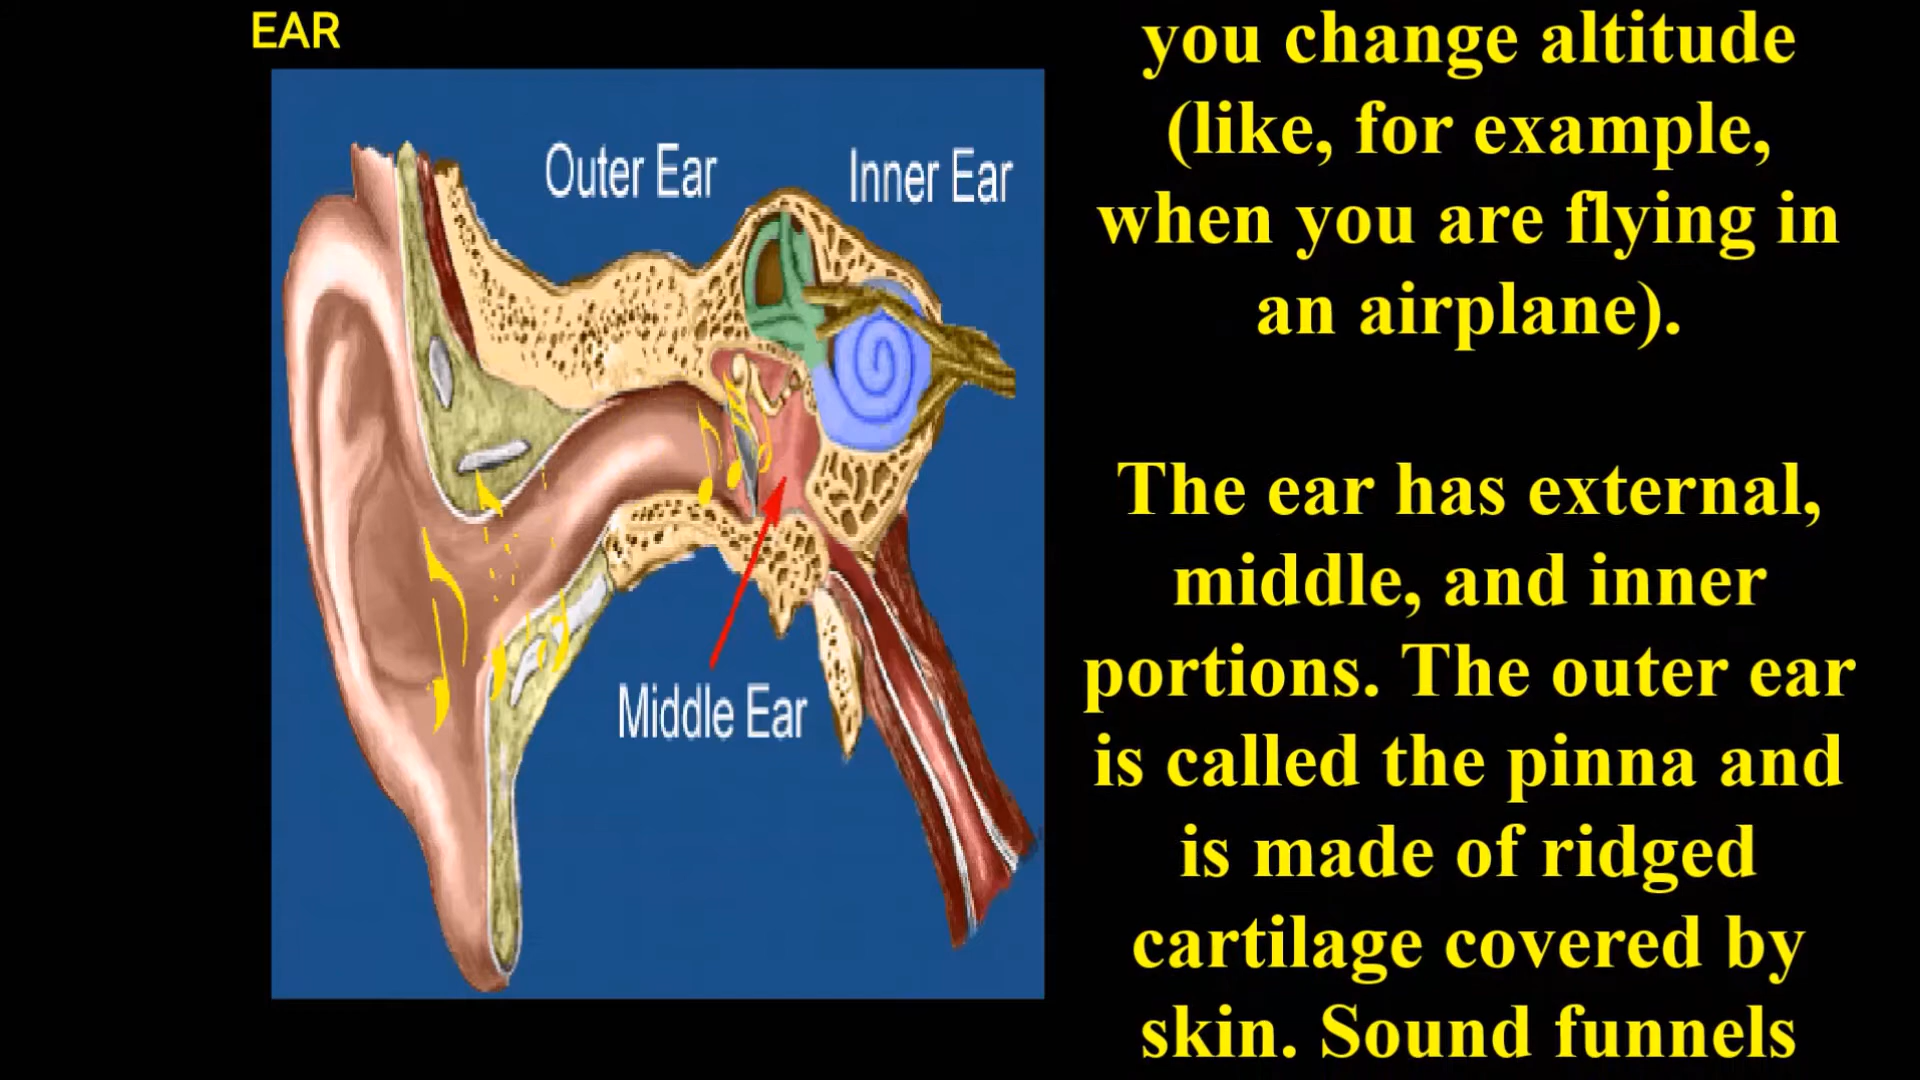 EAR
Outer Ear
Inner Ear
Middle Ear
you change altitude
(like, for example,
when you are flying in
an airplane).
The ear has external,
middle, and inner
portions. The outer ear
is called the pinna and
is made of ridged
cartilage covered by
skin. Sound funnels